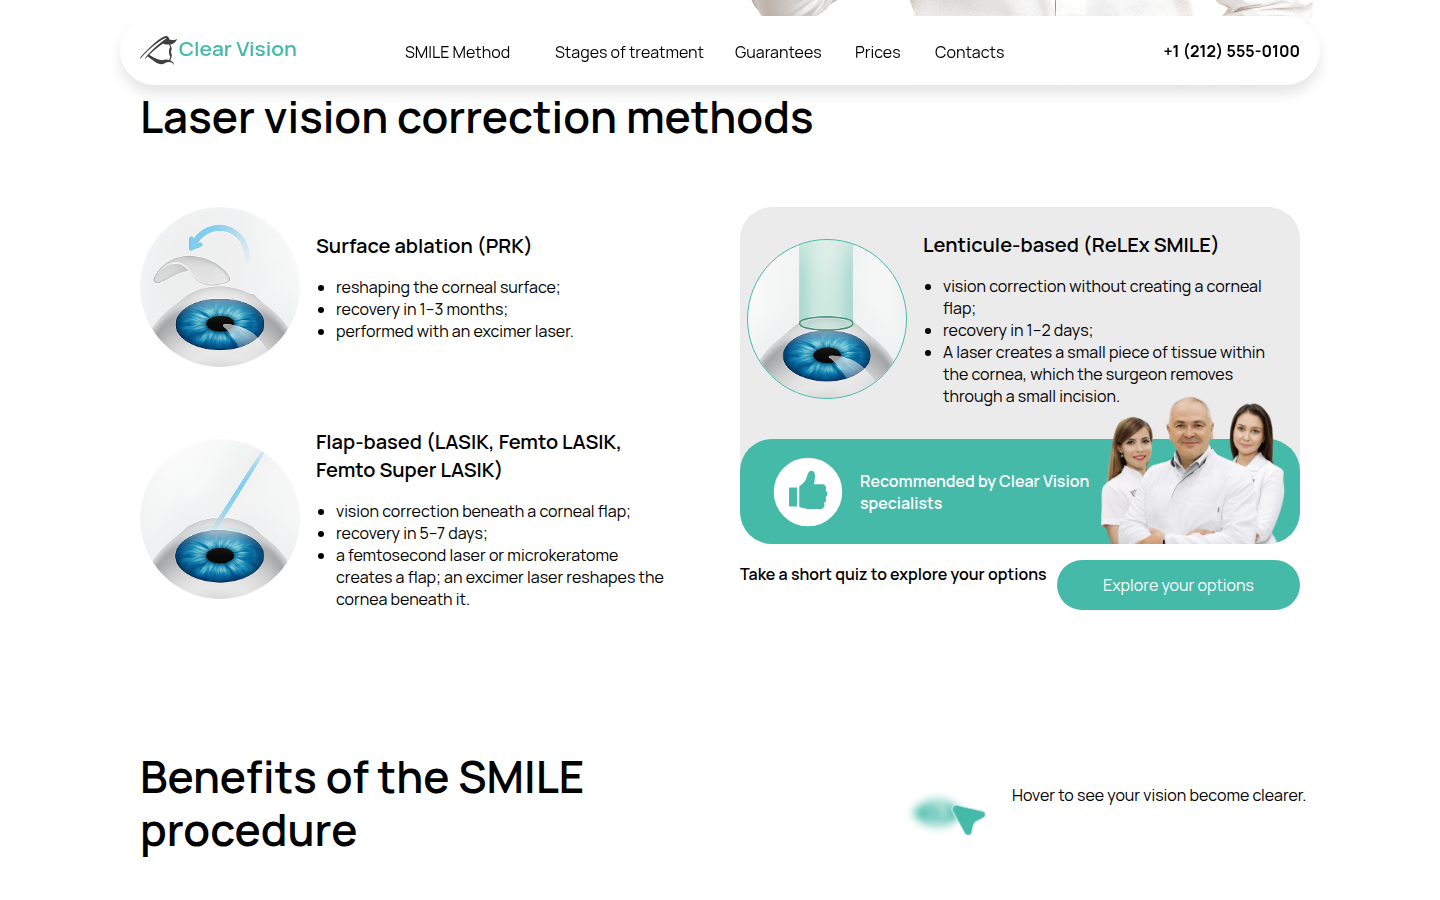 Clear Vision
SMILE Method
Stages of treatment
Guarantees
Prices
Contacts
+1 (212) 555-0100
Laser vision correction methods
Surface ablation (PRK)
reshaping the corneal surface;
recovery in 1–3 months;
performed with an excimer laser.
Flap-based (LASIK, Femto LASIK,
Femto Super LASIK)
vision correction beneath a corneal flap;
recovery in 5–7 days;
a femtosecond laser or microkeratome
creates a flap; an excimer laser reshapes the
cornea beneath it.
Lenticule-based (ReLEx SMILE)
vision correction without creating a corneal
flap;
recovery in 1–2 days;
A laser creates a small piece of tissue within
the cornea, which the surgeon removes
through a small incision.
Recommended by Clear Vision
specialists
Take a short quiz to explore your options
Explore your options
Benefits of the SMILE
procedure
Hover to see your vision become clearer.